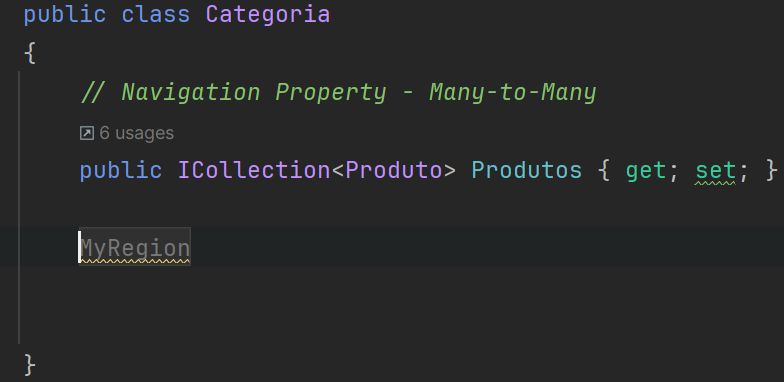 public class Categoria
{
// Navigation Property - Many-to-Many
6 usages
public ICollection<Produto> Produtos { get; set; }
MyRegion
}